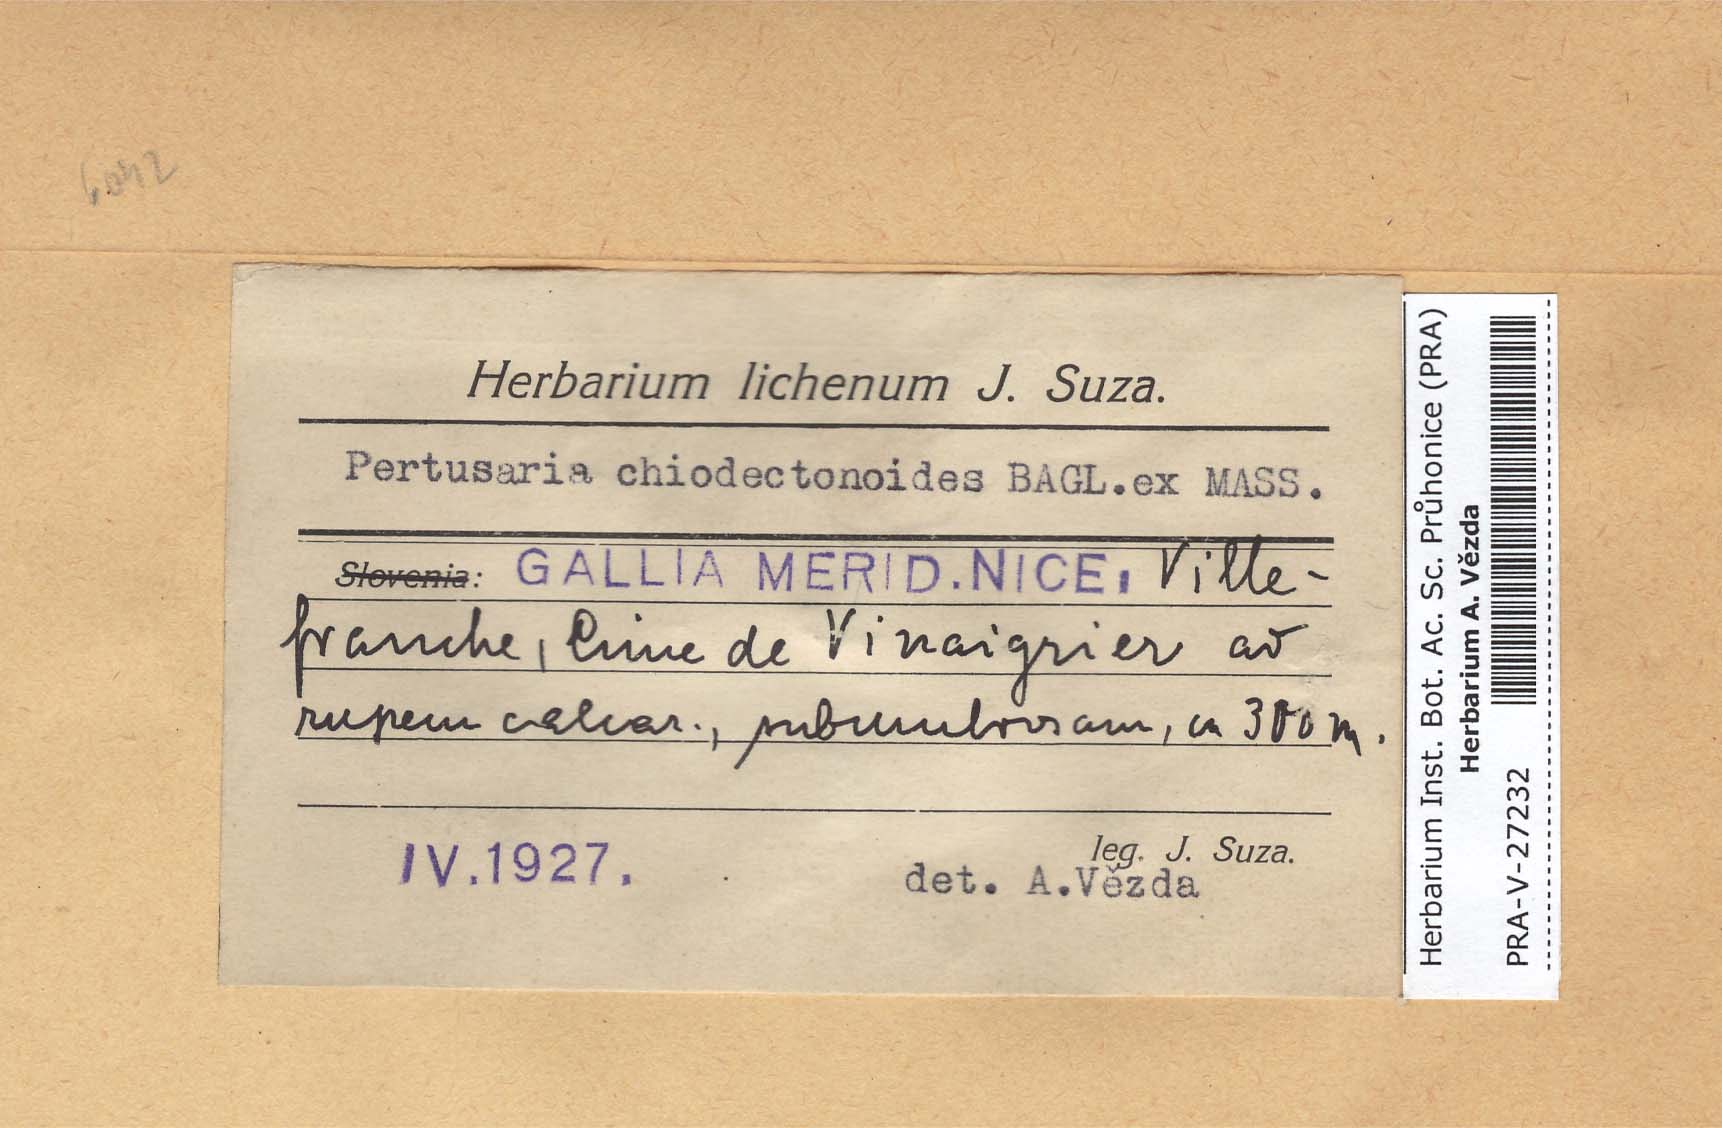 6042
Herbarium lichenum J. Suza.
Pertusaria chiodectonoides BAGL.ex MASS.
Slovenia: GALLIA MERID.NICE, Ville-
franche, Cime de Vinaigrier ad
rupem calcar., subumbrosam, ca 300 m.
IV.1927.
leg. J. Suza.
det. A.Vězda
Herbarium Inst. Bot. Ac. Sc. Průhonice (PRA)
Herbarium A. Vězda
PRA-V-27232